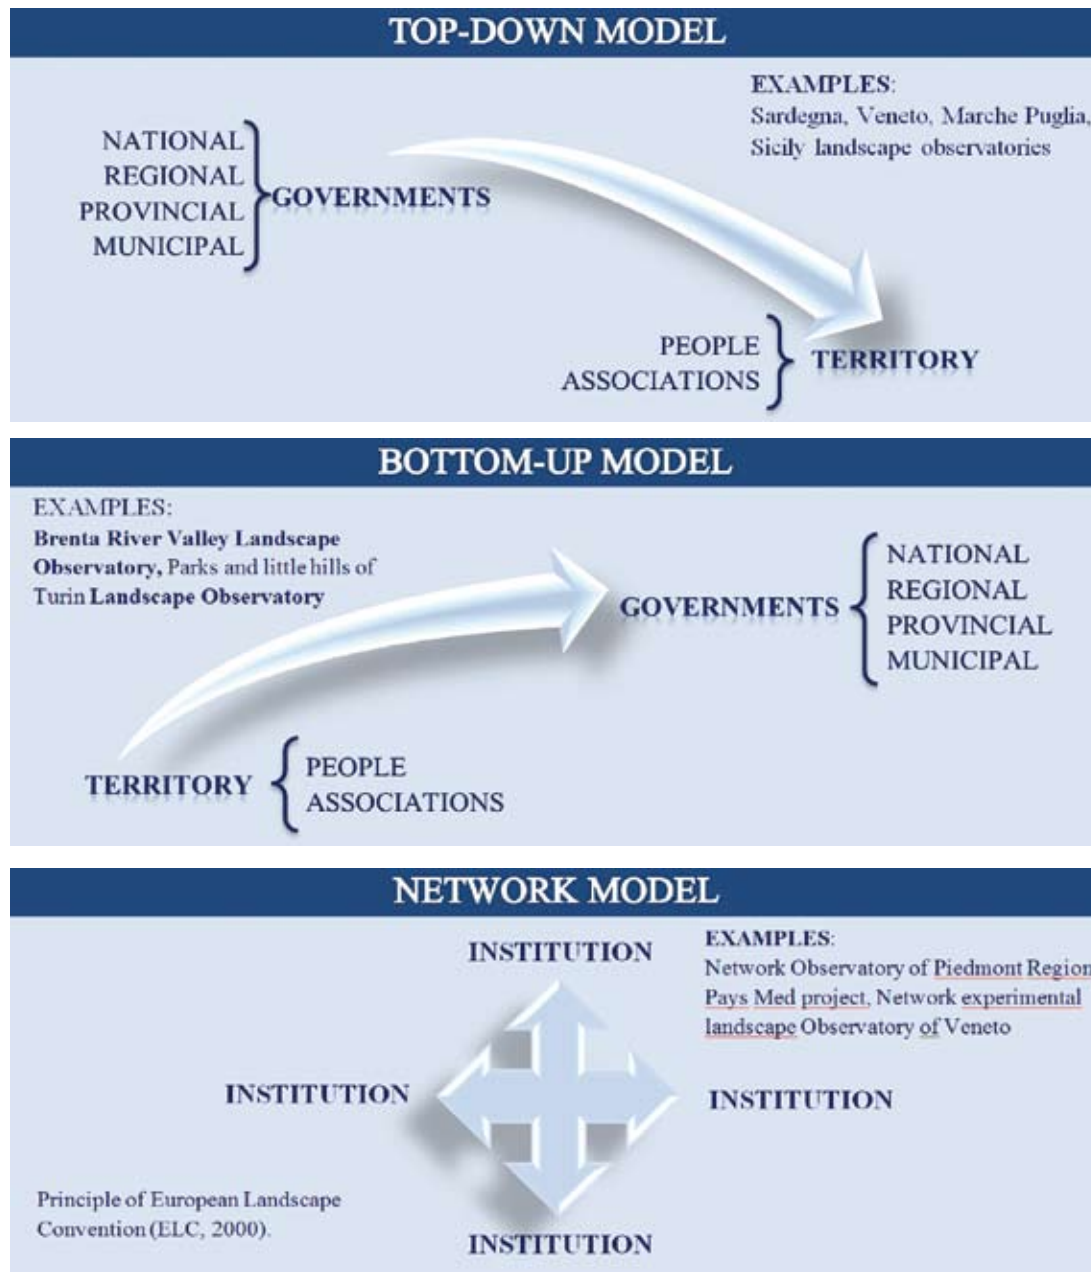 TOP-DOWN MODEL
EXAMPLES:
Sardegna, Veneto, Marche Puglia,
Sicily landscape observatories
NATIONAL
REGIONAL
PROVINCIAL
MUNICIPAL
GOVERNMENTS
PEOPLE
ASSOCIATIONS
TERRITORY
BOTTOM-UP MODEL
EXAMPLES:
Brenta River Valley Landscape
Observatory, Parks and little hills of
Turin Landscape Observatory
GOVERNMENTS
NATIONAL
REGIONAL
PROVINCIAL
MUNICIPAL
TERRITORY
PEOPLE
ASSOCIATIONS
NETWORK MODEL
INSTITUTION
EXAMPLES:
Network Observatory of Piedmont Region
Pays Med project, Network experimental
landscape Observatory of Veneto
INSTITUTION
INSTITUTION
Principle of European Landscape
Convention (ELC, 2000).
INSTITUTION